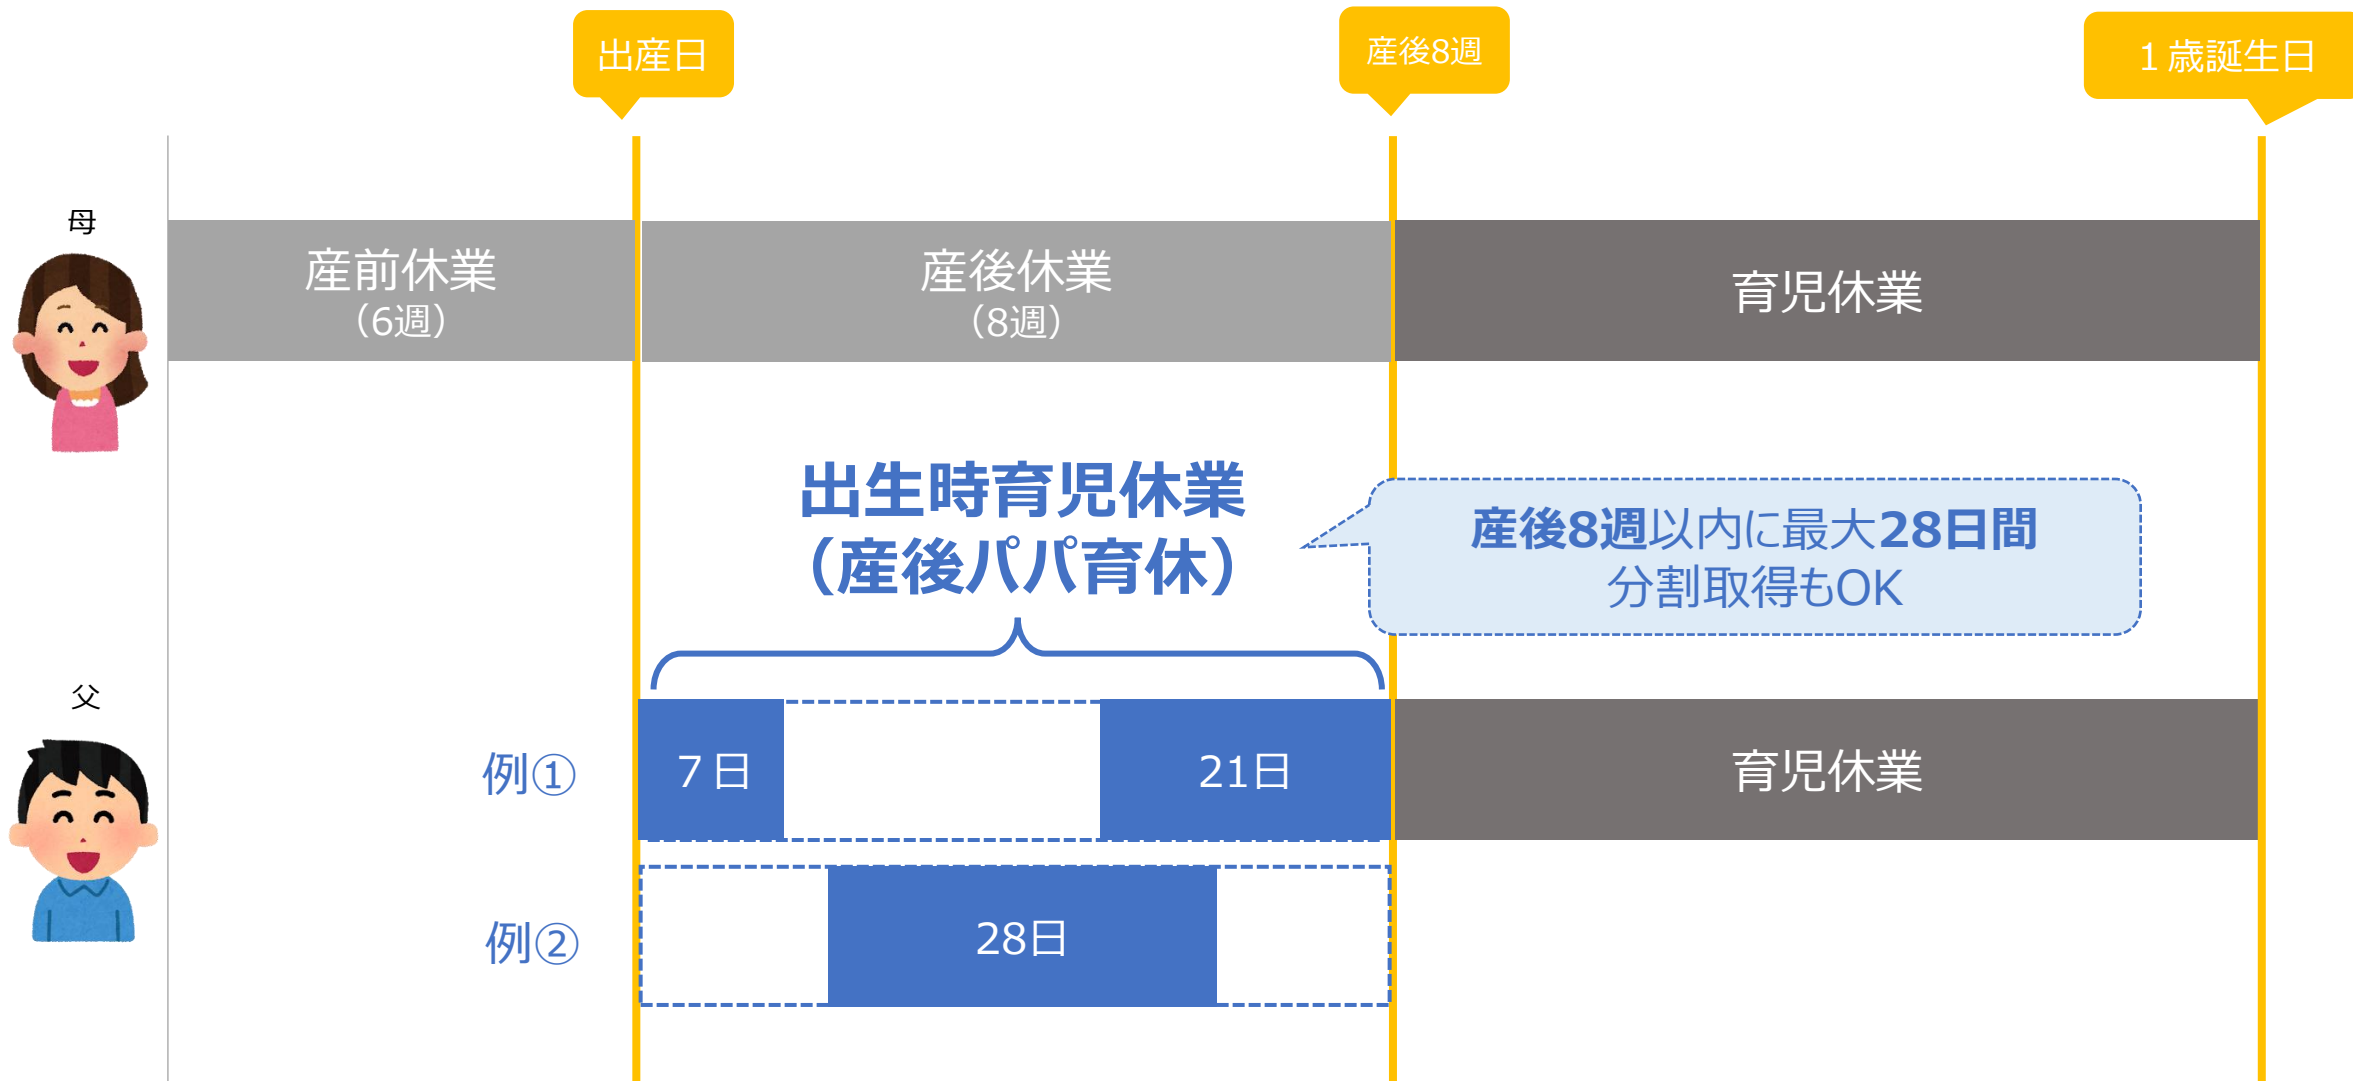 出産日
産後8週
１歳誕生日
母
産前休業
（6週）
産後休業
（8週）
育児休業
出生時育児休業
（産後パパ育休）
産後8週以内に最大28日間
分割取得もOK
父
例①
７日
21日
育児休業
例②
28日